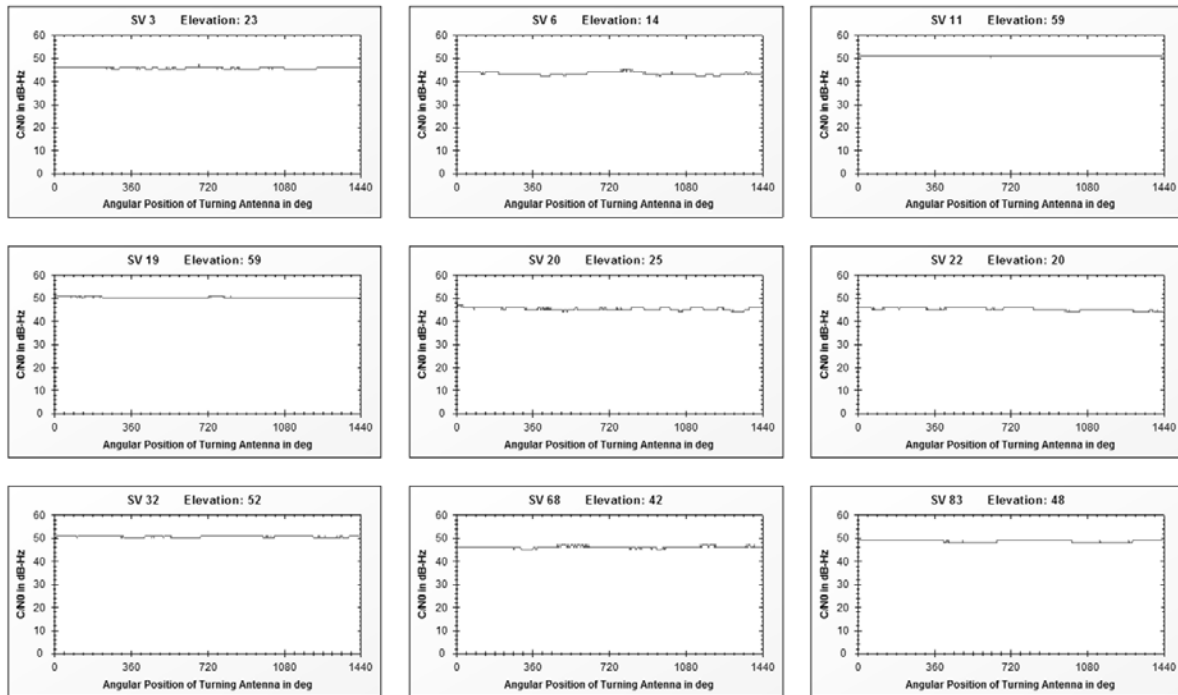 SV 3 Elevation: 23
60
50
40
30
20
10
0
C/N0 in dB-Hz
0 360 720 1080 1440
Angular Position of Turning Antenna in deg
SV 6 Elevation: 14
60
50
40
30
20
10
0
C/N0 in dB-Hz
0 360 720 1080 1440
Angular Position of Turning Antenna in deg
SV 11 Elevation: 59
60
50
40
30
20
10
0
C/N0 in dB-Hz
0 360 720 1080 1440
Angular Position of Turning Antenna in deg
SV 19 Elevation: 59
60
50
40
30
20
10
0
C/N0 in dB-Hz
0 360 720 1080 1440
Angular Position of Turning Antenna in deg
SV 20 Elevation: 25
60
50
40
30
20
10
0
C/N0 in dB-Hz
0 360 720 1080 1440
Angular Position of Turning Antenna in deg
SV 22 Elevation: 20
60
50
40
30
20
10
0
C/N0 in dB-Hz
0 360 720 1080 1440
Angular Position of Turning Antenna in deg
SV 32 Elevation: 52
60
50
40
30
20
10
0
C/N0 in dB-Hz
0 360 720 1080 1440
Angular Position of Turning Antenna in deg
SV 68 Elevation: 42
60
50
40
30
20
10
0
C/N0 in dB-Hz
0 360 720 1080 1440
Angular Position of Turning Antenna in deg
SV 83 Elevation: 48
60
50
40
30
20
10
0
C/N0 in dB-Hz
0 360 720 1080 1440
Angular Position of Turning Antenna in deg